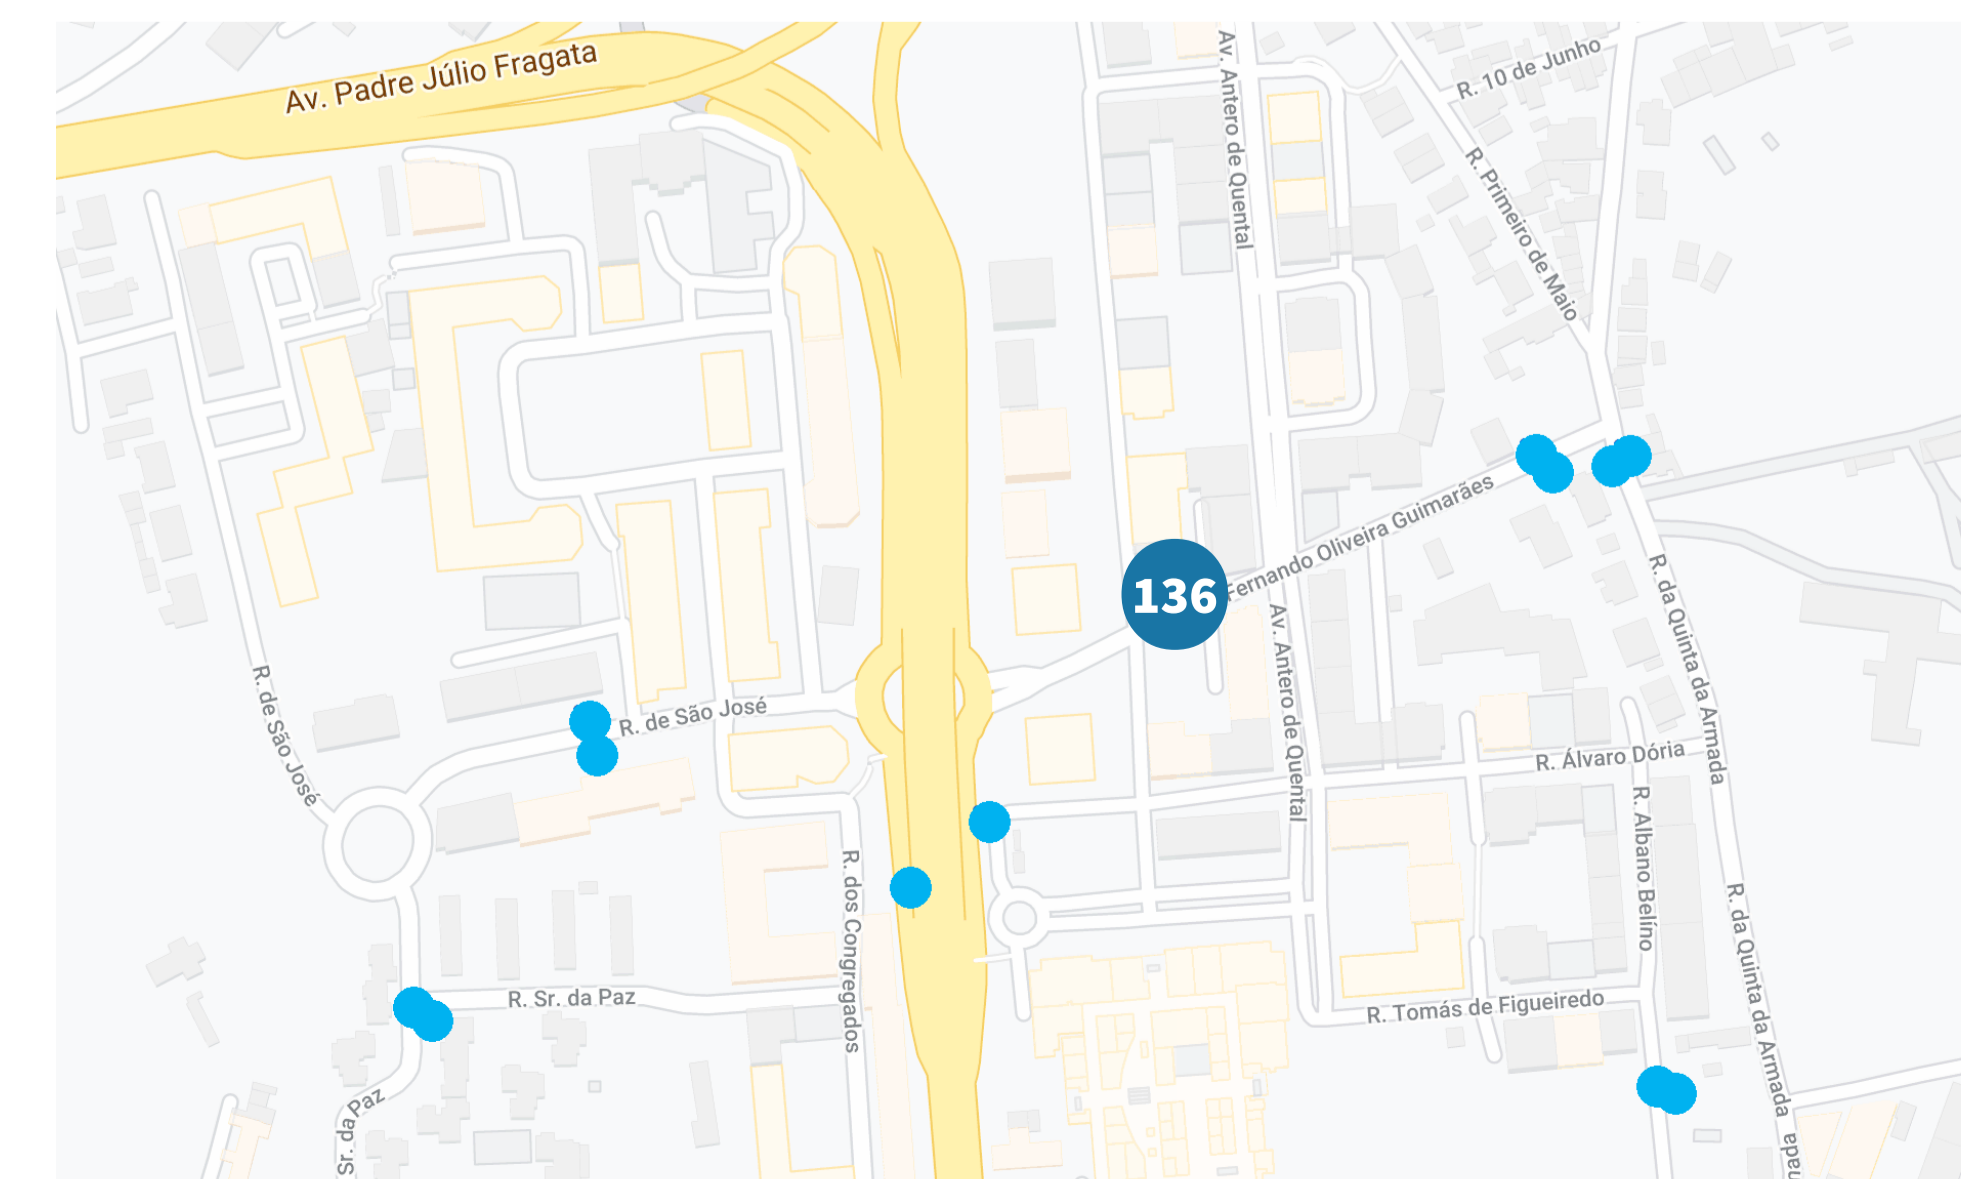 Av. Padre Júlio Fragata
Av. Antero de Quental
R. 10 de Junho
R. Primeiro de Maio
Fernando Oliveira Guimarães
136
R. da Quinta da Armada
R. de São José
R. de São José
Av. Antero de Quental
R. Álvaro Dória
R. Albano Belino
R. dos Congregados
R. da Quinta da Armada
R. Sr. da Paz
R. Tomás de Figueiredo
Sr. da Paz